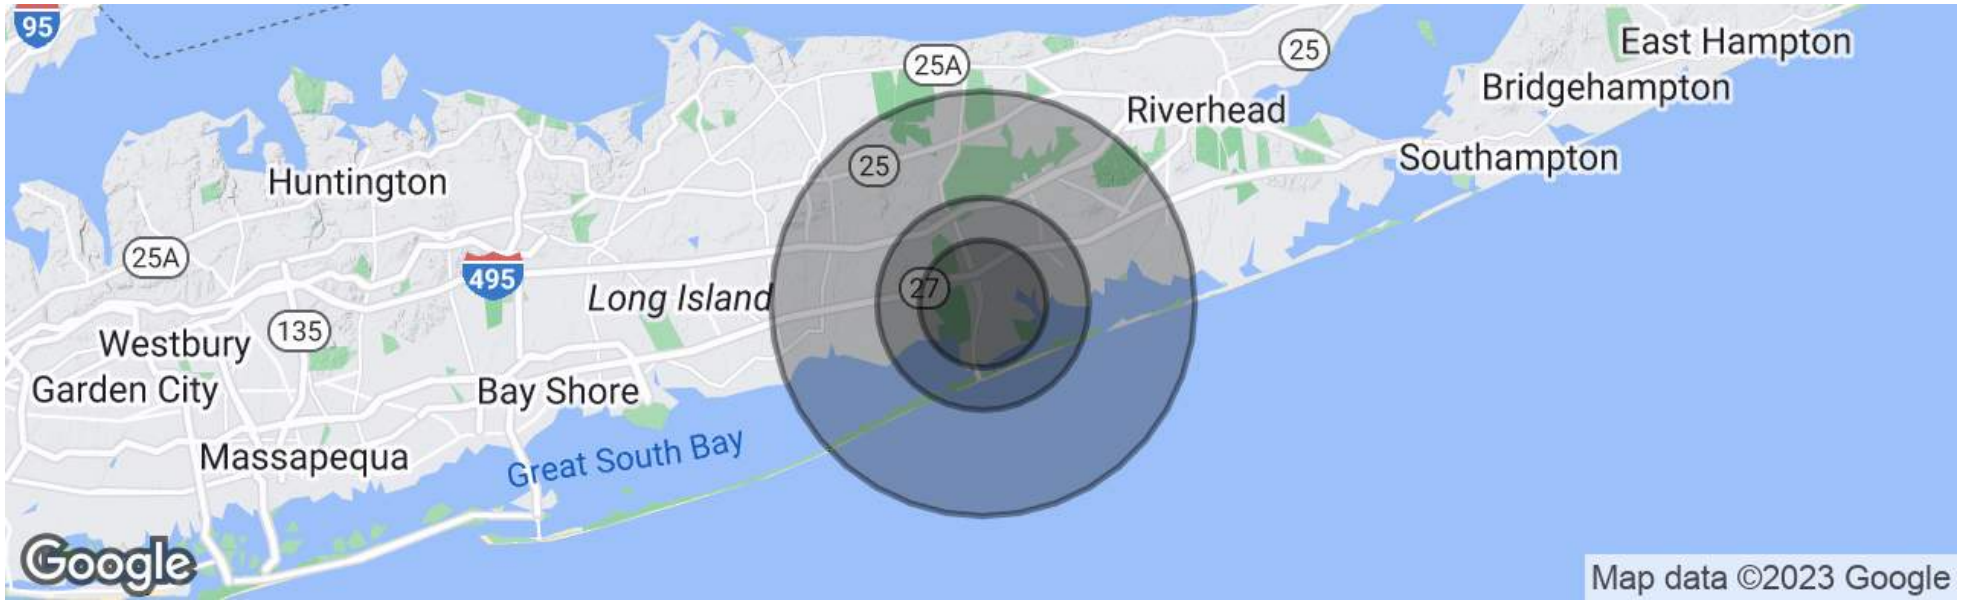 95
25A
25
East Hampton
Bridgehampton
Riverhead
25
Southampton
Huntington
25A
495
27
Long Island
135
Westbury
Garden City
Bay Shore
Massapequa
Great South Bay
Google
Map data ©2023 Google